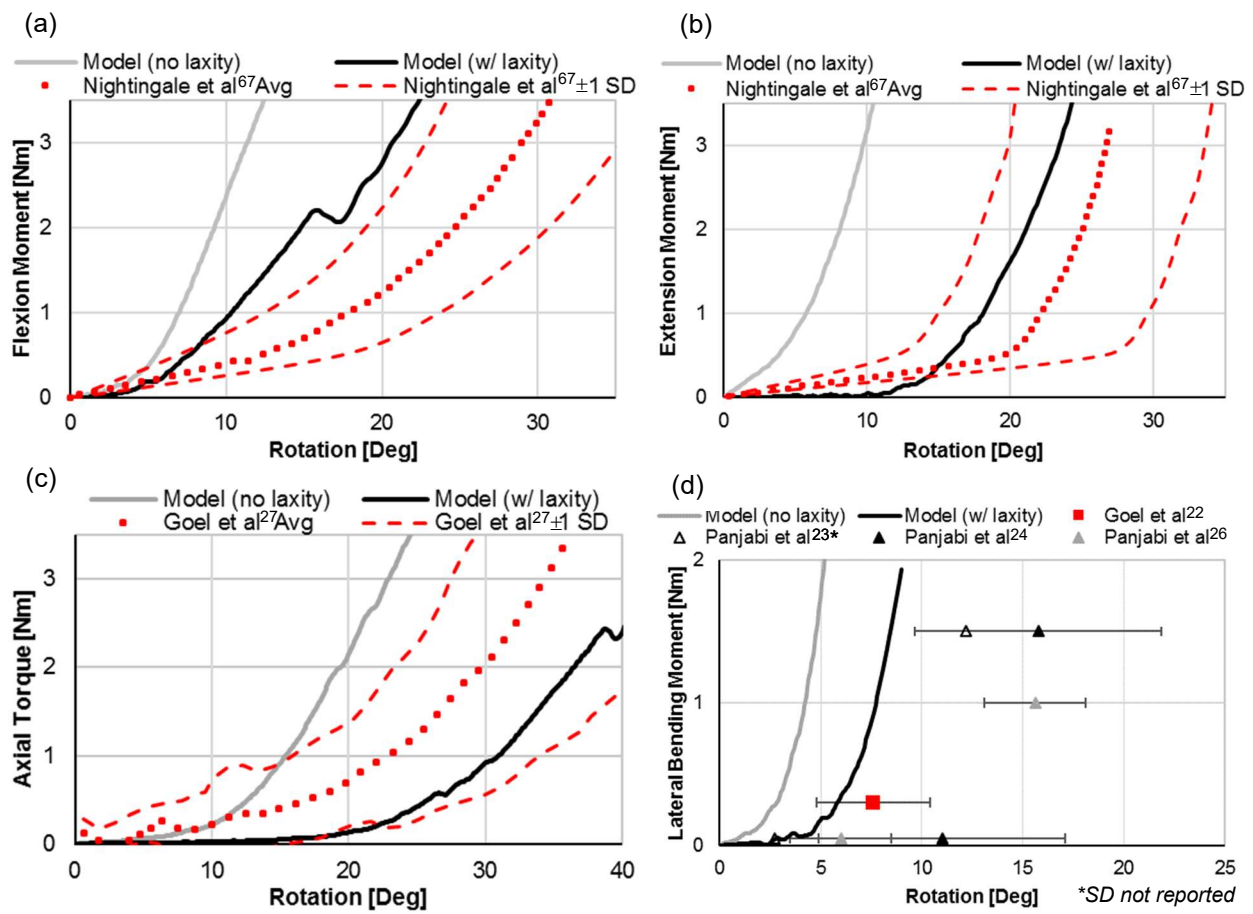 (a)
Model (no laxity) Model (w/ laxity)
Nightingale et al67Avg Nightingale et al67±1 SD
Flexion Moment [Nm]
3
2
1
0
0 10 20 30
Rotation [Deg]
(b)
Model (no laxity) Model (w/ laxity)
Nightingale et al67Avg Nightingale et al67±1 SD
Extension Moment [Nm]
3
2
1
0
0 10 20 30
Rotation [Deg]
(c)
Model (no laxity) Model (w/ laxity)
Goel et al27Avg Goel et al27±1 SD
Axial Torque [Nm]
3
2
1
0
0 10 20 30 40
Rotation [Deg]
(d)
Model (no laxity) Model (w/ laxity) Goel et al22
Panjabi et al23* Panjabi et al24 Panjabi et al26
Lateral Bending Moment [Nm]
2
1
0
0 5 10 15 20 25
Rotation [Deg]
*SD not reported